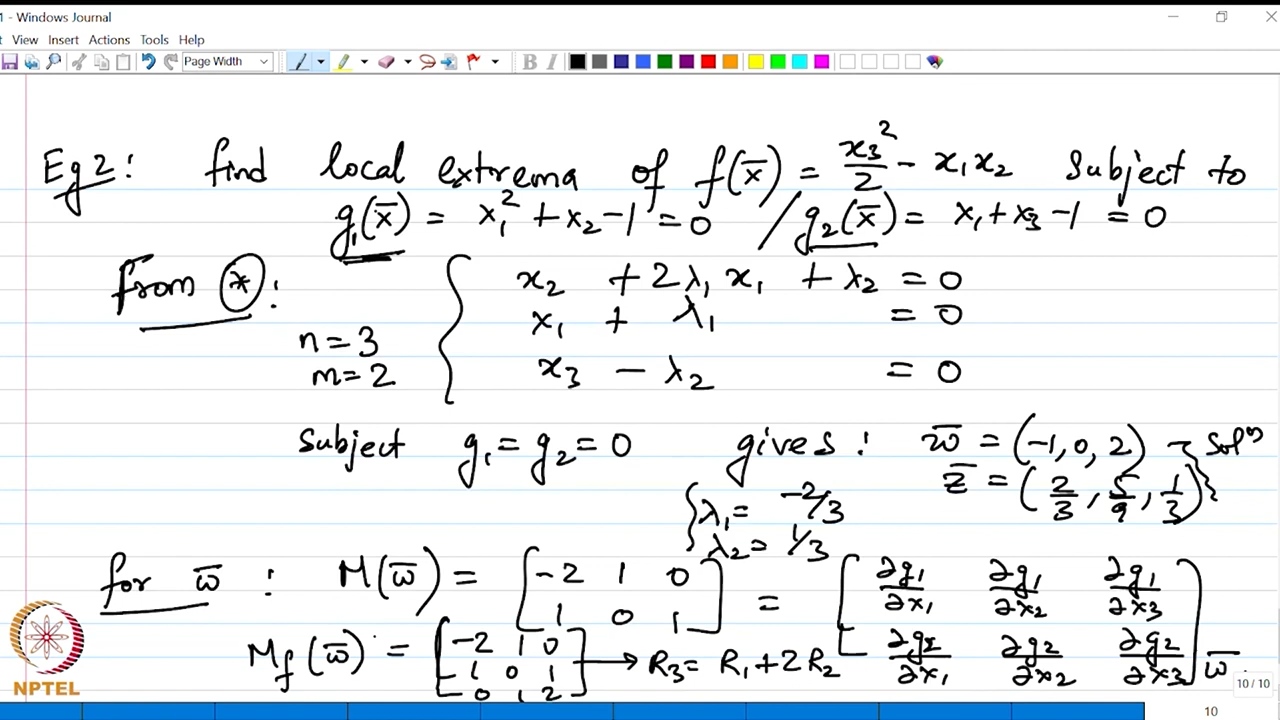 1 - Windows Journal
View Insert Actions Tools Help
Page Width
B I
Eg 2: find local extrema of f(x̄) = x₃²/2 - x₁x₂ Subject to
g₁(x̄) = x₁² + x₂ - 1 = 0 / g₂(x̄) = x₁ + x₃ - 1 = 0
from (*): x₂ + 2λ₁x₁ + λ₂ = 0
x₁ + λ₁ = 0
n = 3
m = 2
x₃ - λ₂ = 0
Subject g₁ = g₂ = 0 gives: w̄ = (-1, 0, 2) Solⁿ
z̄ = (2/3, 5/9, 1/3)
λ₁ = -2/3
λ₂ = 1/3
for w̄: M(w̄) = [-2 1 0; 1 0 1] = [∂g₁/∂x₁ ∂g₁/∂x₂ ∂g₁/∂x₃; ∂g₂/∂x₁ ∂g₂/∂x₂ ∂g₂/∂x₃] w̄
M_f(w̄) = [-2 1 0; 1 0 1; 0 1 2] → R₃ = R₁ + 2R₂
NPTEL
10 / 10
10